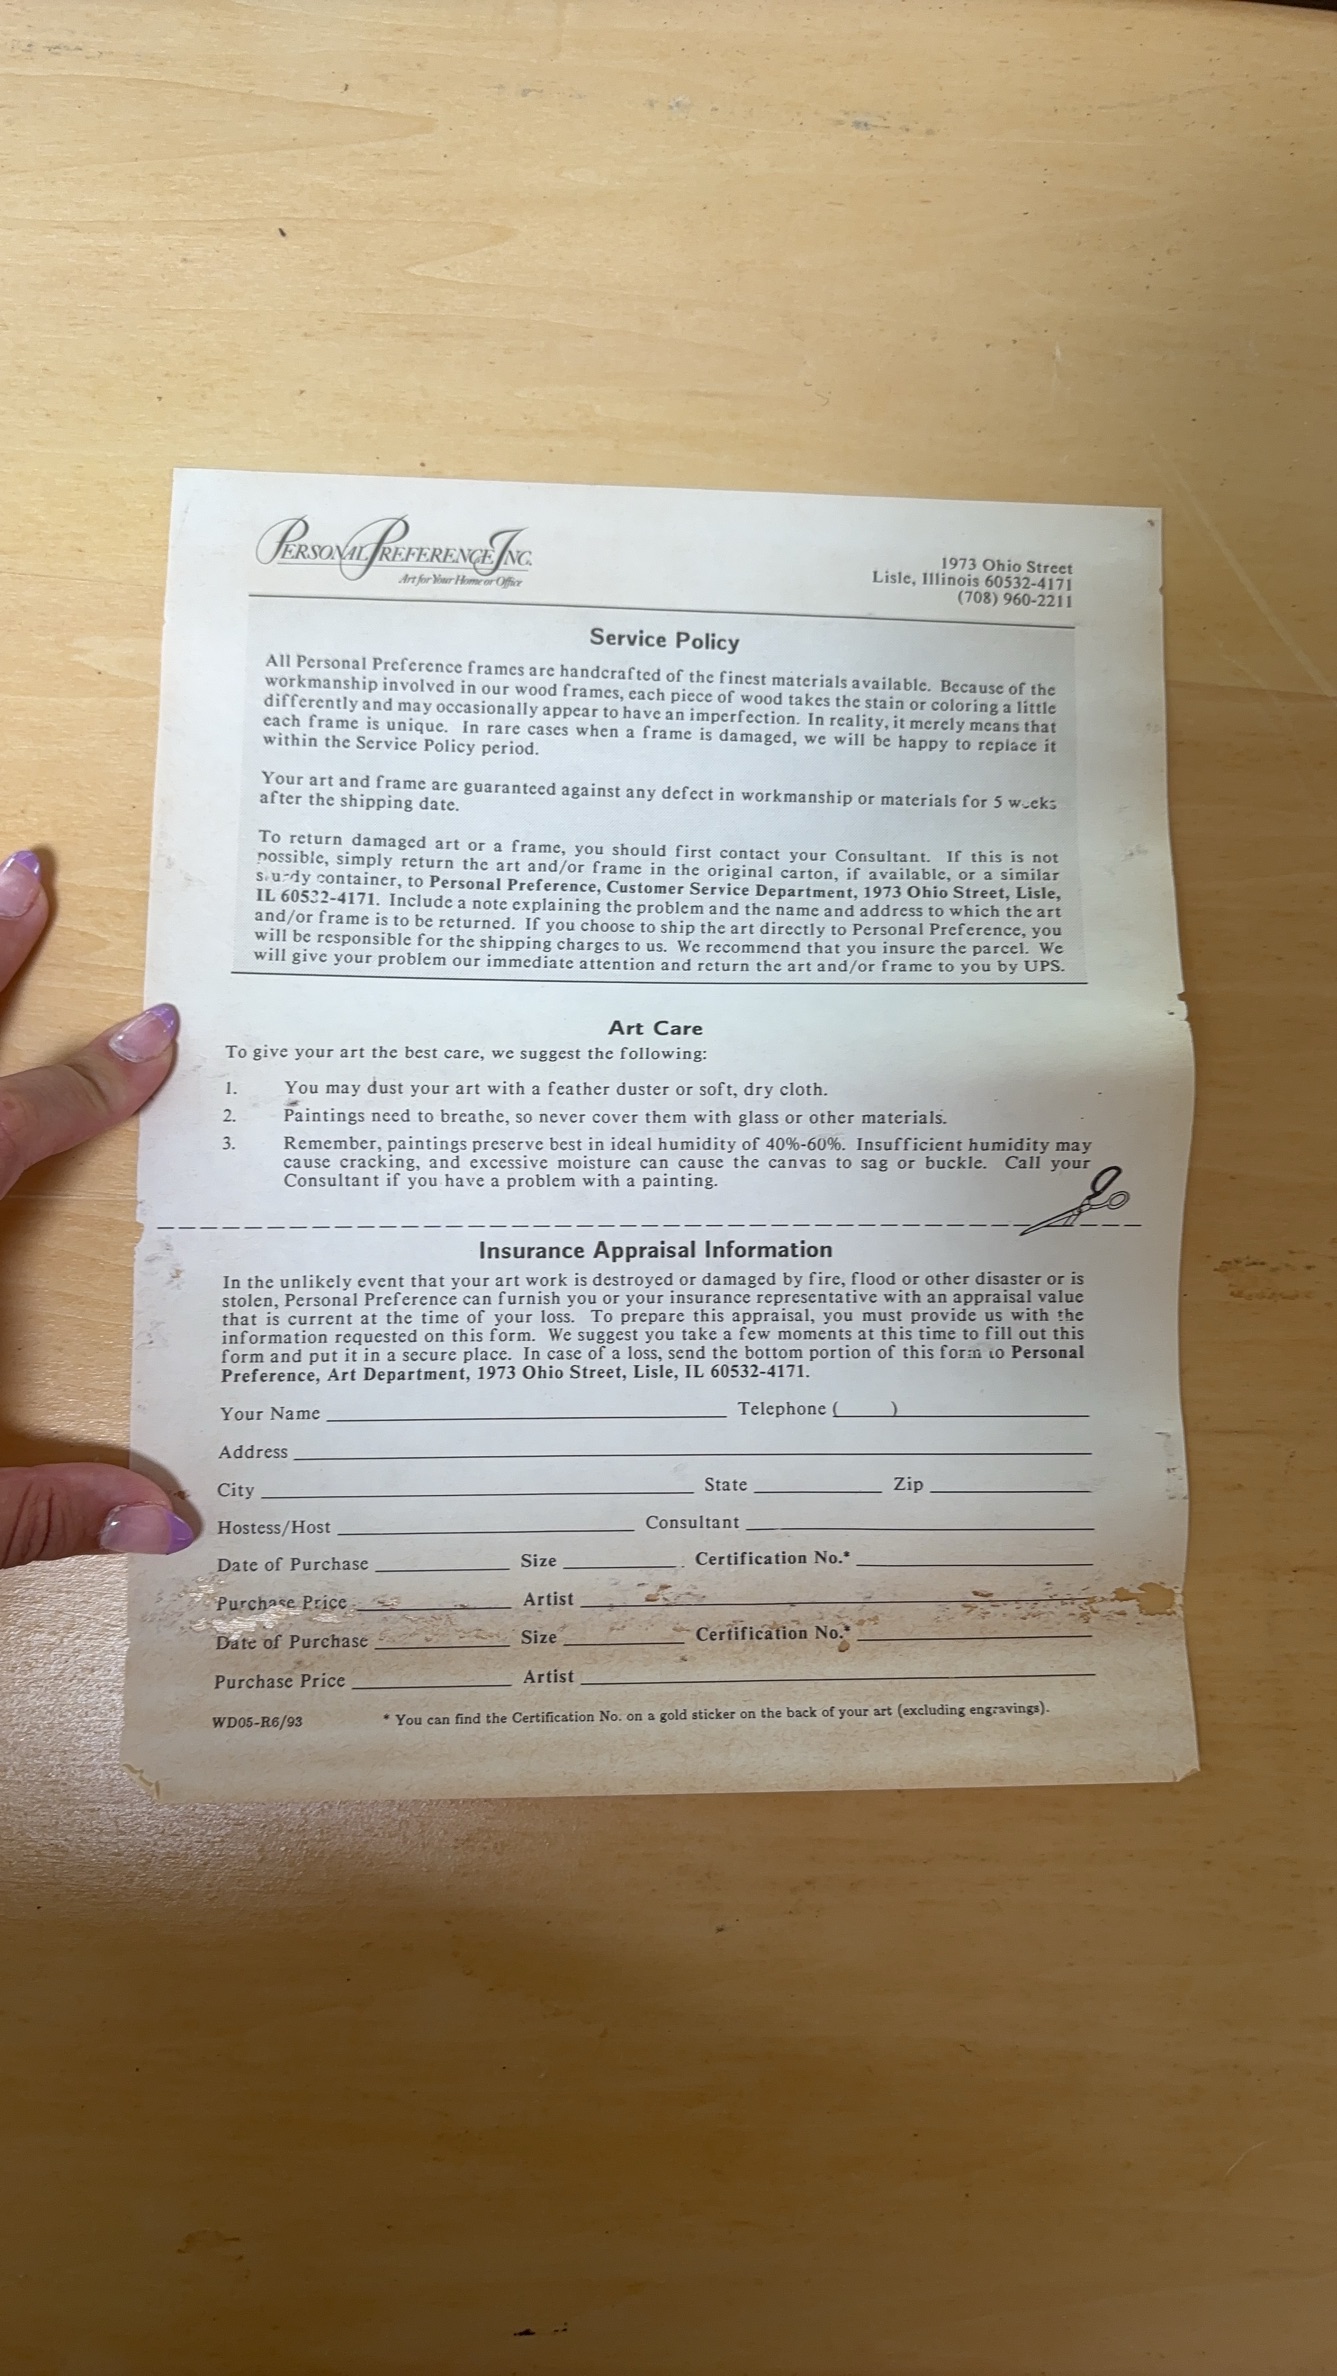 PERSONAL PREFERENCE, INC.
Art for Your Home or Office
1973 Ohio Street
Lisle, Illinois 60532-4171
(708) 960-2211
Service Policy
All Personal Preference frames are handcrafted of the finest materials available. Because of the
workmanship involved in our wood frames, each piece of wood takes the stain or coloring a little
differently and may occasionally appear to have an imperfection. In reality, it merely means that
each frame is unique. In rare cases when a frame is damaged, we will be happy to replace it
within the Service Policy period.
Your art and frame are guaranteed against any defect in workmanship or materials for 5 weeks
after the shipping date.
To return damaged art or a frame, you should first contact your Consultant. If this is not
possible, simply return the art and/or frame in the original carton, if available, or a similar
sturdy container, to Personal Preference, Customer Service Department, 1973 Ohio Street, Lisle,
IL 60532-4171. Include a note explaining the problem and the name and address to which the art
and/or frame is to be returned. If you choose to ship the art directly to Personal Preference, you
will be responsible for the shipping charges to us. We recommend that you insure the parcel. We
will give your problem our immediate attention and return the art and/or frame to you by UPS.
Art Care
To give your art the best care, we suggest the following:
1. You may dust your art with a feather duster or soft, dry cloth.
2. Paintings need to breathe, so never cover them with glass or other materials.
3. Remember, paintings preserve best in ideal humidity of 40%-60%. Insufficient humidity may
cause cracking, and excessive moisture can cause the canvas to sag or buckle. Call your
Consultant if you have a problem with a painting.
Insurance Appraisal Information
In the unlikely event that your art work is destroyed or damaged by fire, flood or other disaster or is
stolen, Personal Preference can furnish you or your insurance representative with an appraisal value
that is current at the time of your loss. To prepare this appraisal, you must provide us with the
information requested on this form. We suggest you take a few moments at this time to fill out this
form and put it in a secure place. In case of a loss, send the bottom portion of this form to Personal
Preference, Art Department, 1973 Ohio Street, Lisle, IL 60532-4171.
Your Name Telephone ( )
Address
City State Zip
Hostess/Host Consultant
Date of Purchase Size Certification No.*
Purchase Price Artist
Date of Purchase Size Certification No.*
Purchase Price Artist
WD05-R6/93 * You can find the Certification No. on a gold sticker on the back of your art (excluding engravings).